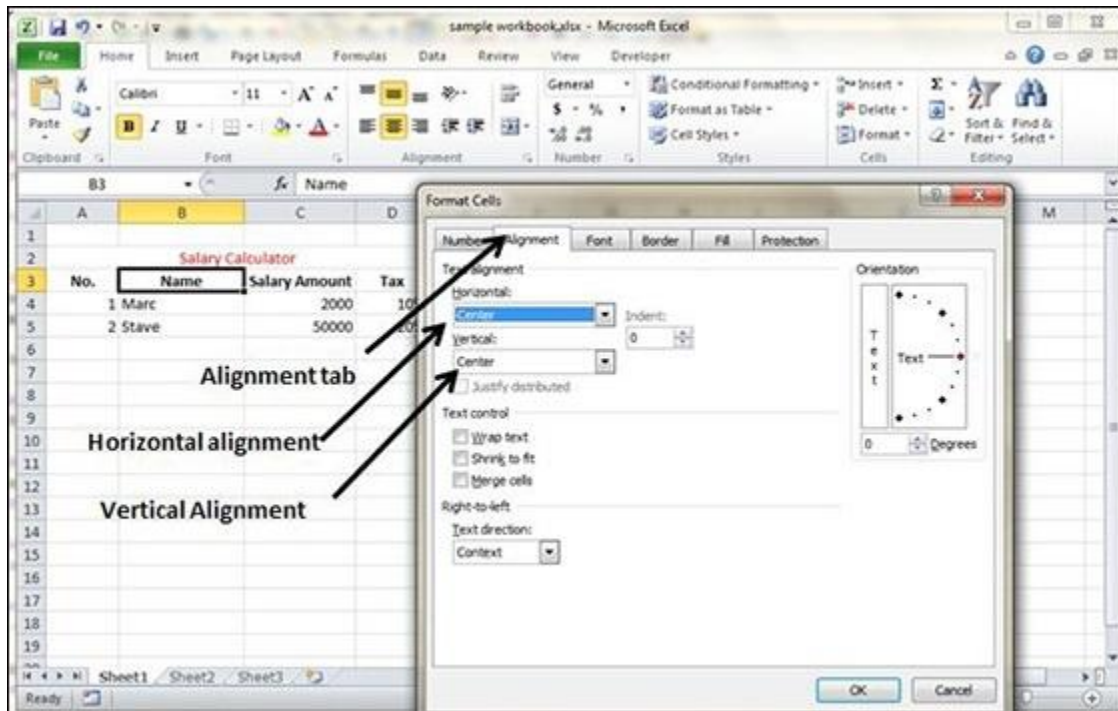 sample workbook.xlsx - Microsoft Excel
File Home Insert Page Layout Formulas Data Review View Developer
Calibri 11 A A General Conditional Formatting Insert Σ
Paste B I U A $ % , Format as Table Delete Sort & Find &
Cell Styles Format Filter Select
Clipboard Font Alignment Number Styles Cells Editing
B3 fx Name
A B C D M
1
2 Salary Calculator
3 No. Name Salary Amount Tax
4 1 Marc 2000
5 2 Stave 50000
6
7
8
9
10
11
12
13
14
15
16
17
18
19
Alignment tab
Horizontal alignment
Vertical Alignment
Format Cells
Number Alignment Font Border Fill Protection
Text alignment
Horizontal:
Center Indent:
Vertical: 0
Center
Justify distributed
Text control
Wrap text
Shrink to fit
Merge cells
Right-to-left
Text direction:
Context
Orientation
Text
Text
0 Degrees
OK Cancel
Sheet1 Sheet2 Sheet3
Ready